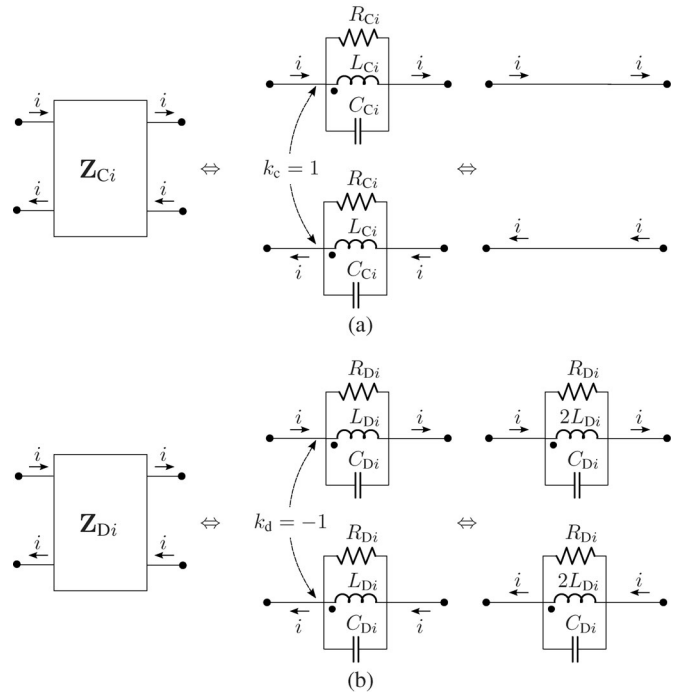 R_Ci
i L_Ci i i i
C_Ci
i i
Z_Ci ⇔ k_c = 1 ⇔
i i R_Ci
L_Ci
i C_Ci i i i
(a)
R_Di R_Di
i L_Di i i 2L_Di i
C_Di C_Di
i i
Z_Di ⇔ k_d = −1 ⇔
i i R_Di R_Di
L_Di i 2L_Di i
i C_Di i C_Di
(b)